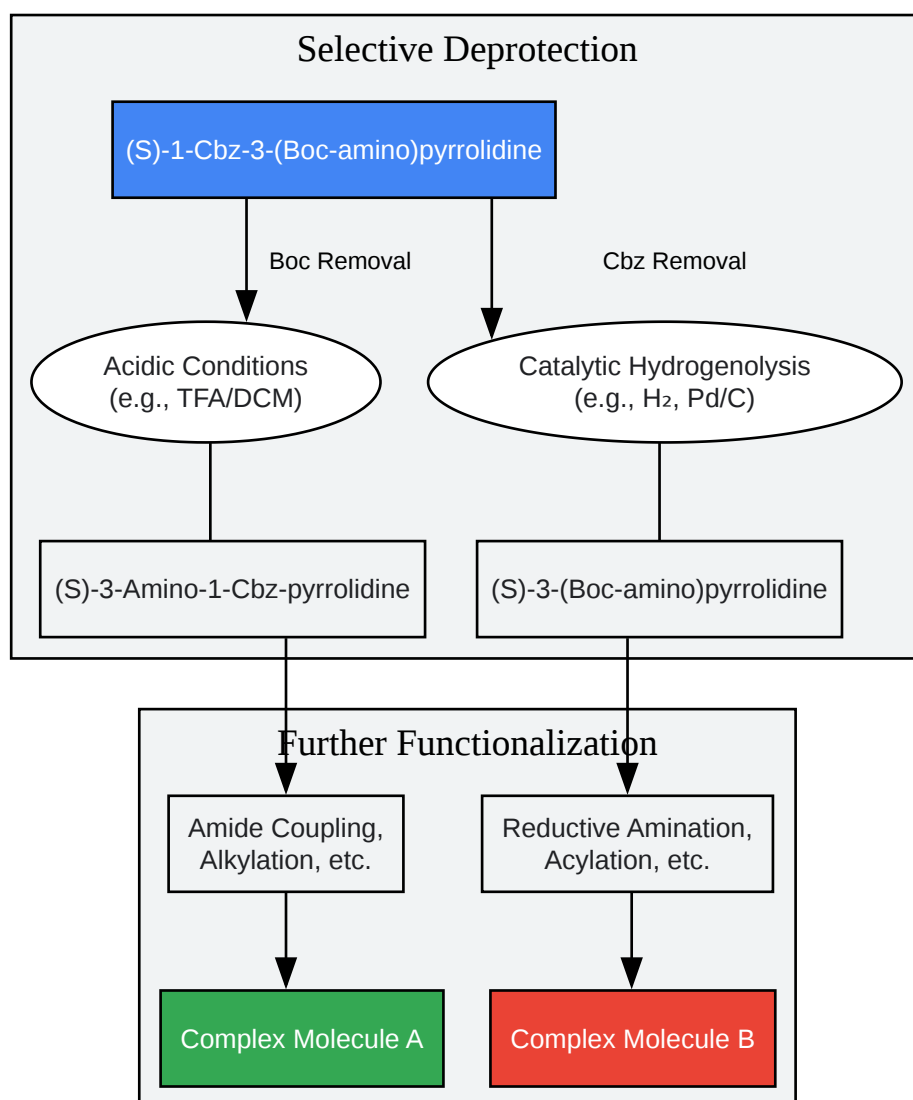 Selective Deprotection
(S)-1-Cbz-3-(Boc-amino)pyrrolidine
Boc Removal
Cbz Removal
Acidic Conditions
(e.g., TFA/DCM)
Catalytic Hydrogenolysis
(e.g., H₂, Pd/C)
(S)-3-Amino-1-Cbz-pyrrolidine
(S)-3-(Boc-amino)pyrrolidine
Further Functionalization
Amide Coupling,
Alkylation, etc.
Reductive Amination,
Acylation, etc.
Complex Molecule A
Complex Molecule B